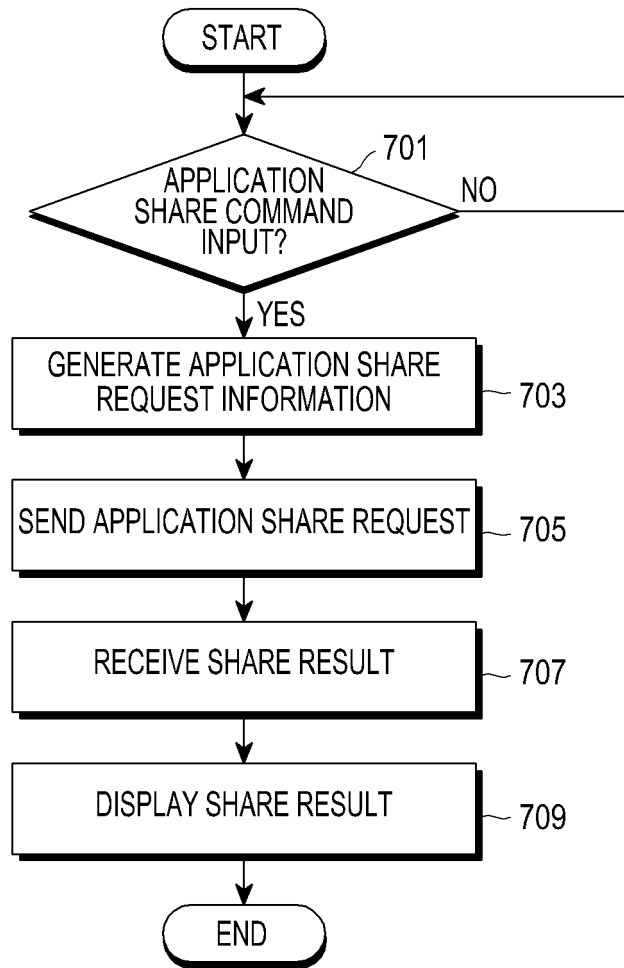 START
701
APPLICATION
SHARE COMMAND
INPUT?
NO
YES
GENERATE APPLICATION SHARE
REQUEST INFORMATION
703
SEND APPLICATION SHARE REQUEST
705
RECEIVE SHARE RESULT
707
DISPLAY SHARE RESULT
709
END